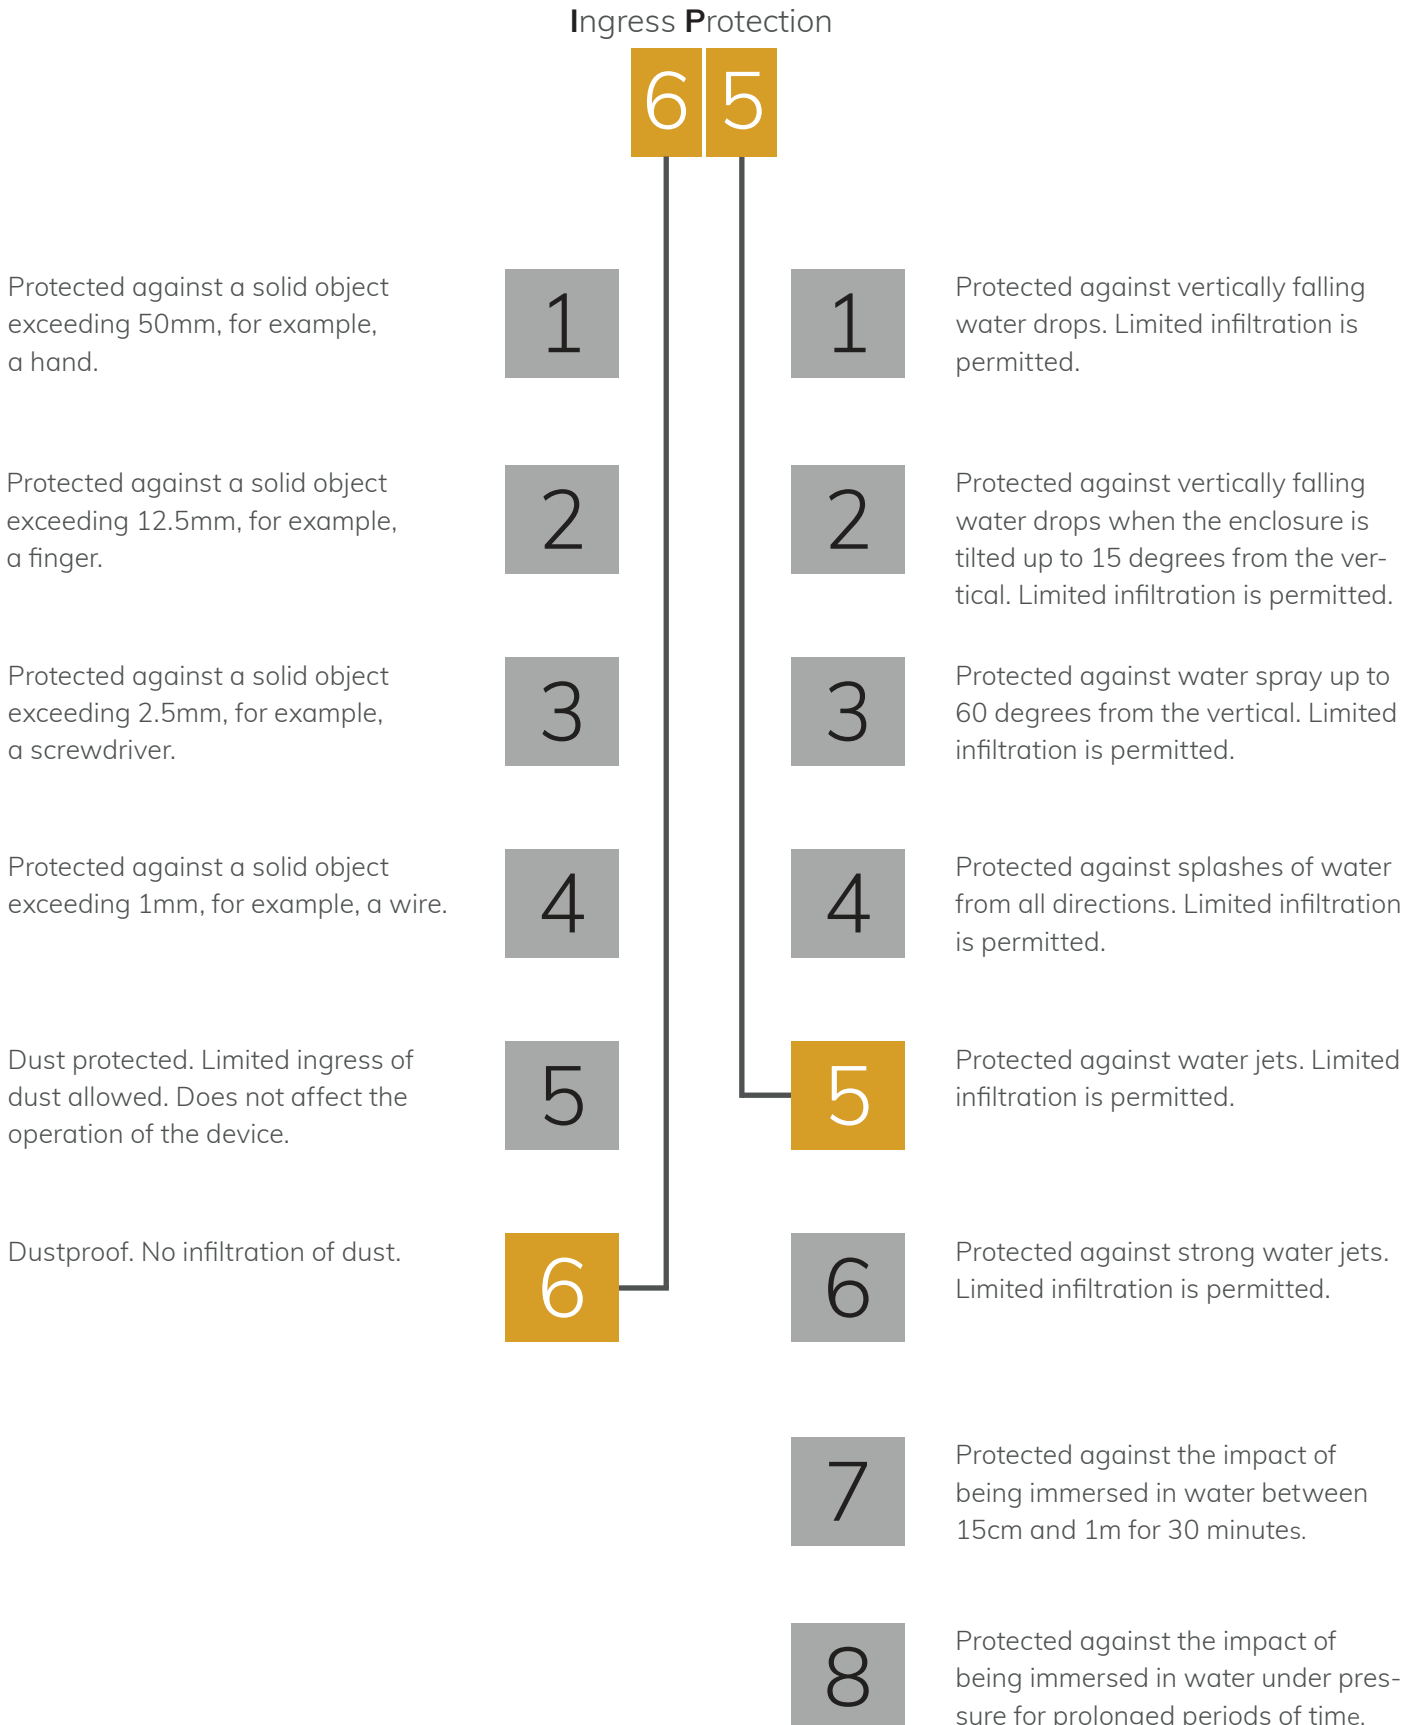 Ingress Protection
6 5
Protected against a solid object
exceeding 50mm, for example,
a hand.
1
1
Protected against vertically falling
water drops. Limited infiltration is
permitted.
Protected against a solid object
exceeding 12.5mm, for example,
a finger.
2
2
Protected against vertically falling
water drops when the enclosure is
tilted up to 15 degrees from the ver-
tical. Limited infiltration is permitted.
Protected against a solid object
exceeding 2.5mm, for example,
a screwdriver.
3
3
Protected against water spray up to
60 degrees from the vertical. Limited
infiltration is permitted.
Protected against a solid object
exceeding 1mm, for example, a wire.
4
4
Protected against splashes of water
from all directions. Limited infiltration
is permitted.
Dust protected. Limited ingress of
dust allowed. Does not affect the
operation of the device.
5
5
Protected against water jets. Limited
infiltration is permitted.
Dustproof. No infiltration of dust.
6
6
Protected against strong water jets.
Limited infiltration is permitted.
7
Protected against the impact of
being immersed in water between
15cm and 1m for 30 minutes.
8
Protected against the impact of
being immersed in water under pres-
sure for prolonged periods of time.